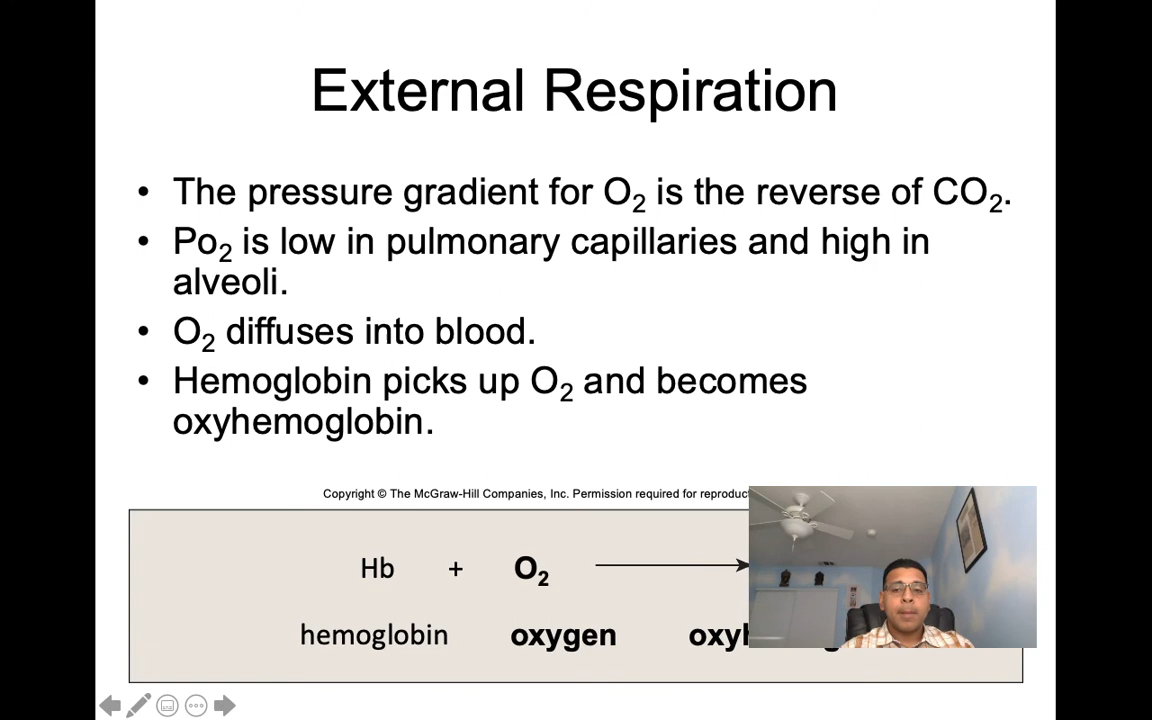 External Respiration
• The pressure gradient for O₂ is the reverse of CO₂.
• Po₂ is low in pulmonary capillaries and high in
alveoli.
• O₂ diffuses into blood.
• Hemoglobin picks up O₂ and becomes
oxyhemoglobin.
Copyright © The McGraw-Hill Companies, Inc. Permission required for
Hb + O₂
hemoglobin oxygen